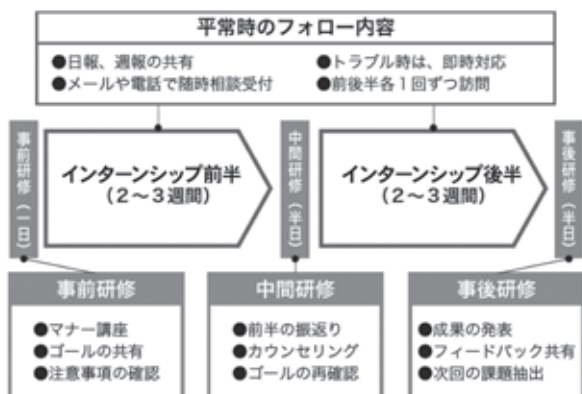 平常時のフォロー内容
●日報、週報の共有
●メールや電話で随時相談受付
●トラブル時は、即時対応
●前後半各1回ずつ訪問
事前研修(一日)
インターンシップ前半
(2〜3週間)
中間研修(半日)
インターンシップ後半
(2〜3週間)
事後研修(半日)
事前研修
●マナー講座
●ゴールの共有
●注意事項の確認
中間研修
●前半の振返り
●カウンセリング
●ゴールの再確認
事後研修
●成果の発表
●フィードバック共有
●次回の課題抽出